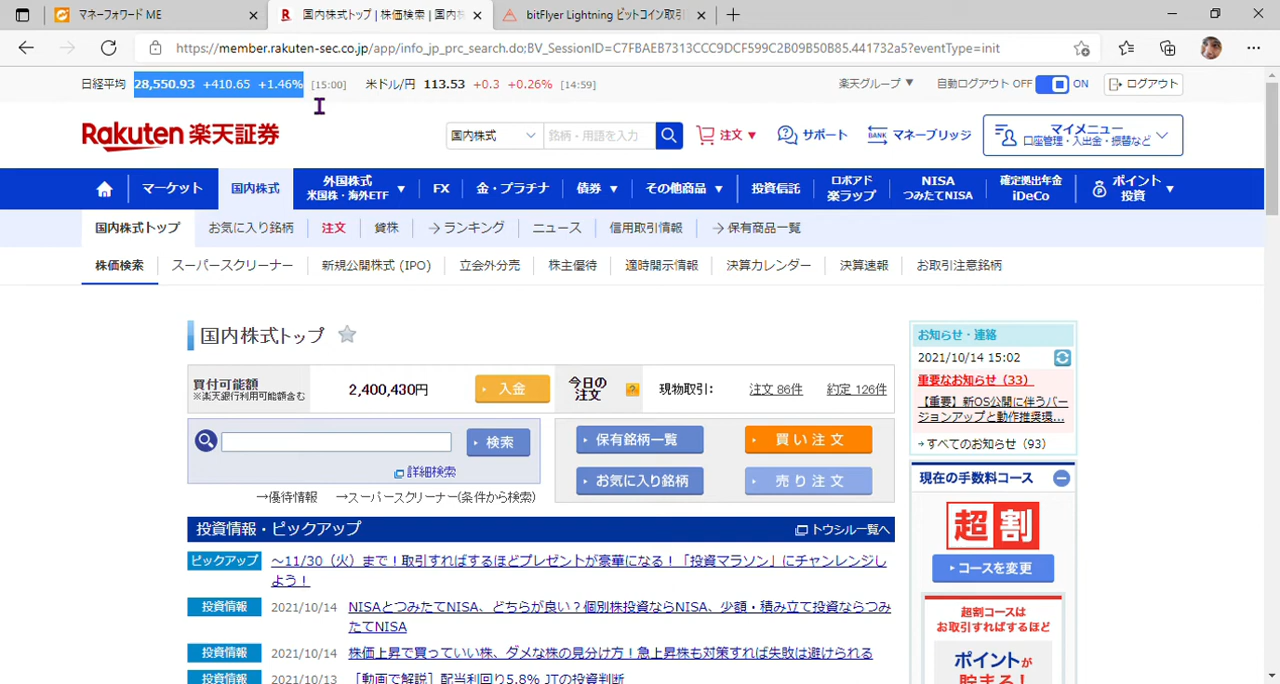 マネーフォワード ME
国内株式トップ | 株価検索 | 国内株
bitFlyer Lightning ビットコイン取引
https://member.rakuten-sec.co.jp/app/info_jp_prc_search.do;BV_SessionID=C7FBAEB7313CCC9DCF599C2B09B50B85.441732a5?eventType=init
日経平均 28,550.93 +410.65 +1.46% [15:00] 米ドル/円 113.53 +0.3 +0.26% [14:59] 楽天グループ ▼ 自動ログアウト OFF ON ログアウト
Rakuten 楽天証券 国内株式 銘柄・用語を入力 注文 ▼ サポート BANK マネーブリッジ マイメニュー
口座管理・入出金・振替など
マーケット 国内株式 外国株式 米国株・海外ETF ▼ FX 金・プラチナ 債券 ▼ その他商品 ▼ 投資信託 ロボアド 楽ラップ NISA つみたてNISA 確定拠出年金 iDeCo ポイント 投資 ▼
国内株式トップ お気に入り銘柄 注文 貸株 →ランキング ニュース 信用取引情報 →保有商品一覧
株価検索 スーパースクリーナー 新規公開株式 (IPO) 立会外分売 株主優待 適時開示情報 決算カレンダー 決算速報 お取引注意銘柄
国内株式トップ
買付可能額
※楽天銀行利用可能額含む
2,400,430円 入金
今日の
注文
現物取引: 注文 86件 約定 126件
検索
詳細検索
→優待情報 →スーパースクリーナー(条件から検索)
保有銘柄一覧 買い注文
お気に入り銘柄 売り注文
投資情報・ピックアップ トウシル一覧へ
ピックアップ ～11/30（火）まで！取引すればするほどプレゼントが豪華になる！「投資マラソン」にチャンレンジし
よう！
投資情報 2021/10/14 NISAとつみたてNISA、どちらが良い？個別株投資ならNISA、少額・積み立て投資ならつみ
たてNISA
投資情報 2021/10/14 株価上昇で買っていい株、ダメな株の見分け方！急上昇株も対策すれば失敗は避けられる
投資情報 2021/10/13 ［動画で解説］配当利回り5.8% JTの投資判断
お知らせ・連絡
2021/10/14 15:02
重要なお知らせ（33）
【重要】新OS公開に伴うバー
ジョンアップと動作推奨環...
→すべてのお知らせ（93）
現在の手数料コース
超割
コースを変更
超割コースは
お取引すればするほど
ポイントが
貯まる！